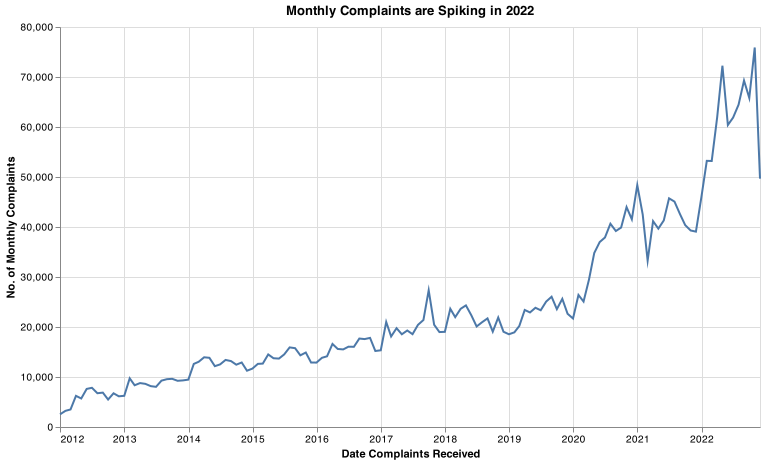 Monthly Complaints are Spiking in 2022
80,000
70,000
60,000
50,000
40,000
30,000
20,000
10,000
0
No. of Monthly Complaints
2012 2013 2014 2015 2016 2017 2018 2019 2020 2021 2022
Date Complaints Received